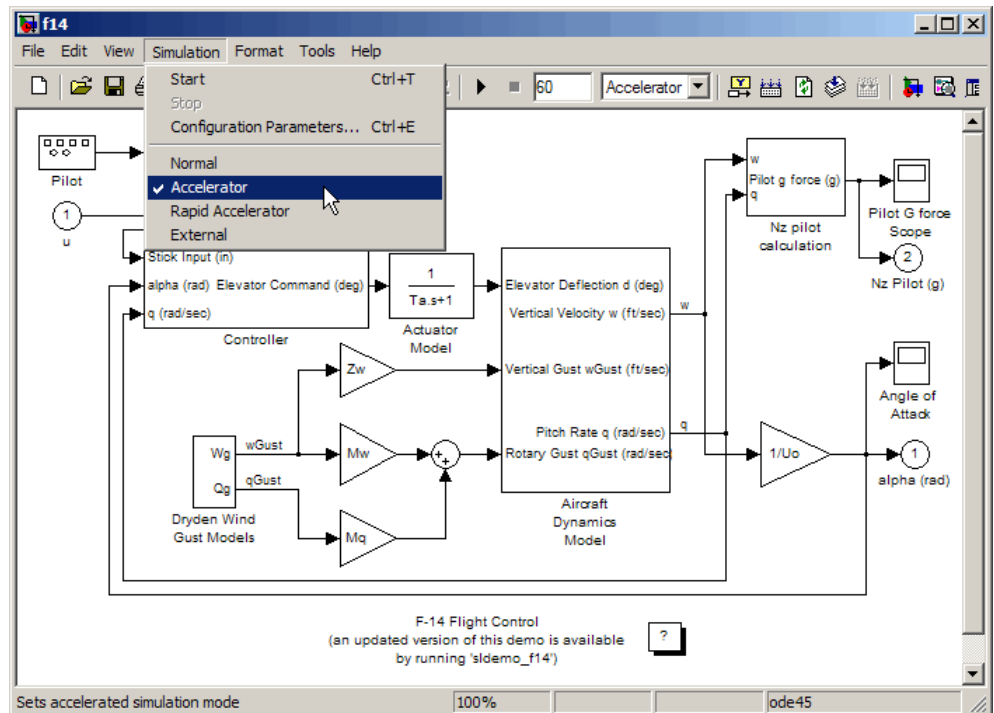 f14
File Edit View Simulation Format Tools Help
60 Accelerator
Start Ctrl+T
Stop
Configuration Parameters... Ctrl+E
Normal
Accelerator
Rapid Accelerator
External
Pilot
1
u
Stick Input (in)
alpha (rad) Elevator Command (deg)
q (rad/sec)
Controller
1
Ta.s+1
Actuator
Model
Elevator Deflection d (deg)
Vertical Velocity w (ft/sec)
w
Vertical Gust wGust (ft/sec)
Pitch Rate q (rad/sec)
q
Rotary Gust qGust (rad/sec
Aircraft
Dynamics
Model
w
Pilot g force (g)
q
Nz pilot
calculation
Pilot G force
Scope
2
Nz Pilot (g)
Angle of
Attack
1/Uo
1
alpha (rad)
Zw
Mw
Mq
+
+
Wg
wGust
Qg
qGust
Dryden Wind
Gust Models
F-14 Flight Control
(an updated version of this demo is available
by running 'sldemo_f14')
?
Sets accelerated simulation mode 100% ode45